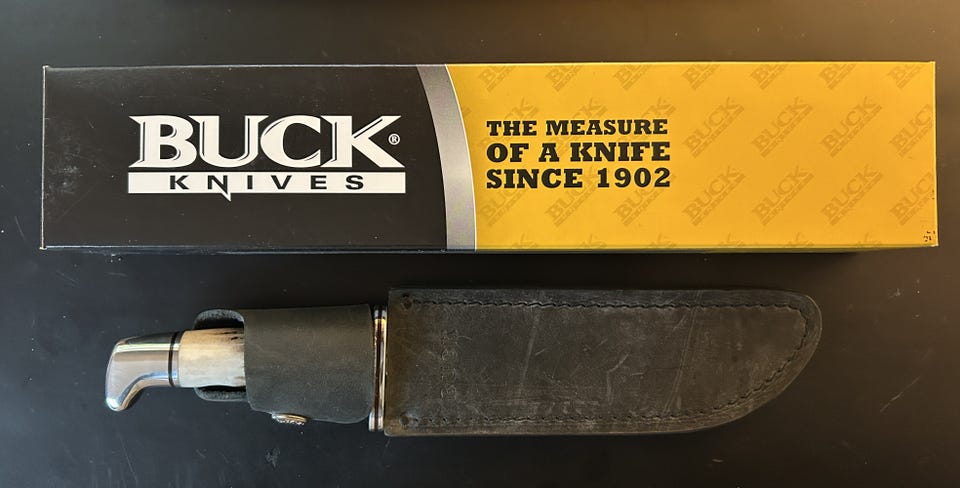 BUCK®
KNIVES
THE MEASURE
OF A KNIFE
SINCE 1902